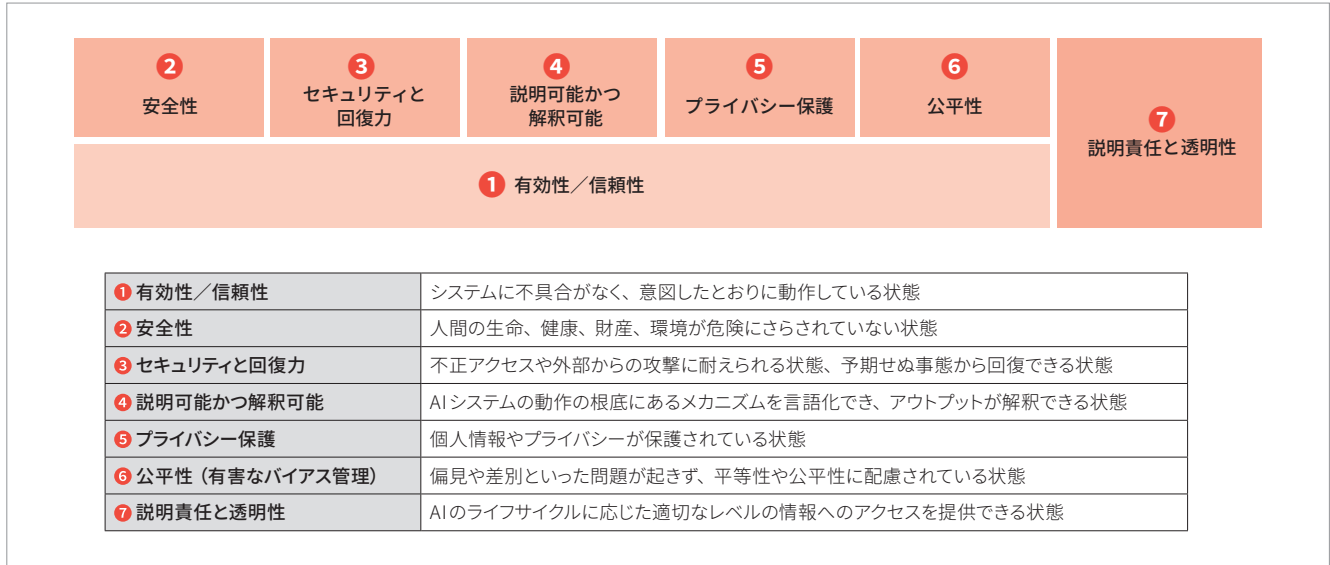 ❷
安全性
❸
セキュリティと
回復力
❹
説明可能かつ
解釈可能
❺
プライバシー保護
❻
公平性
❼
説明責任と透明性
❶ 有効性／信頼性
❶ 有効性／信頼性 システムに不具合がなく、意図したとおりに動作している状態
❷ 安全性 人間の生命、健康、財産、環境が危険にさらされていない状態
❸ セキュリティと回復力 不正アクセスや外部からの攻撃に耐えられる状態、予期せぬ事態から回復できる状態
❹ 説明可能かつ解釈可能 AIシステムの動作の根底にあるメカニズムを言語化でき、アウトプットが解釈できる状態
❺ プライバシー保護 個人情報やプライバシーが保護されている状態
❻ 公平性（有害なバイアス管理） 偏見や差別といった問題が起きず、平等性や公平性に配慮されている状態
❼ 説明責任と透明性 AIのライフサイクルに応じた適切なレベルの情報へのアクセスを提供できる状態